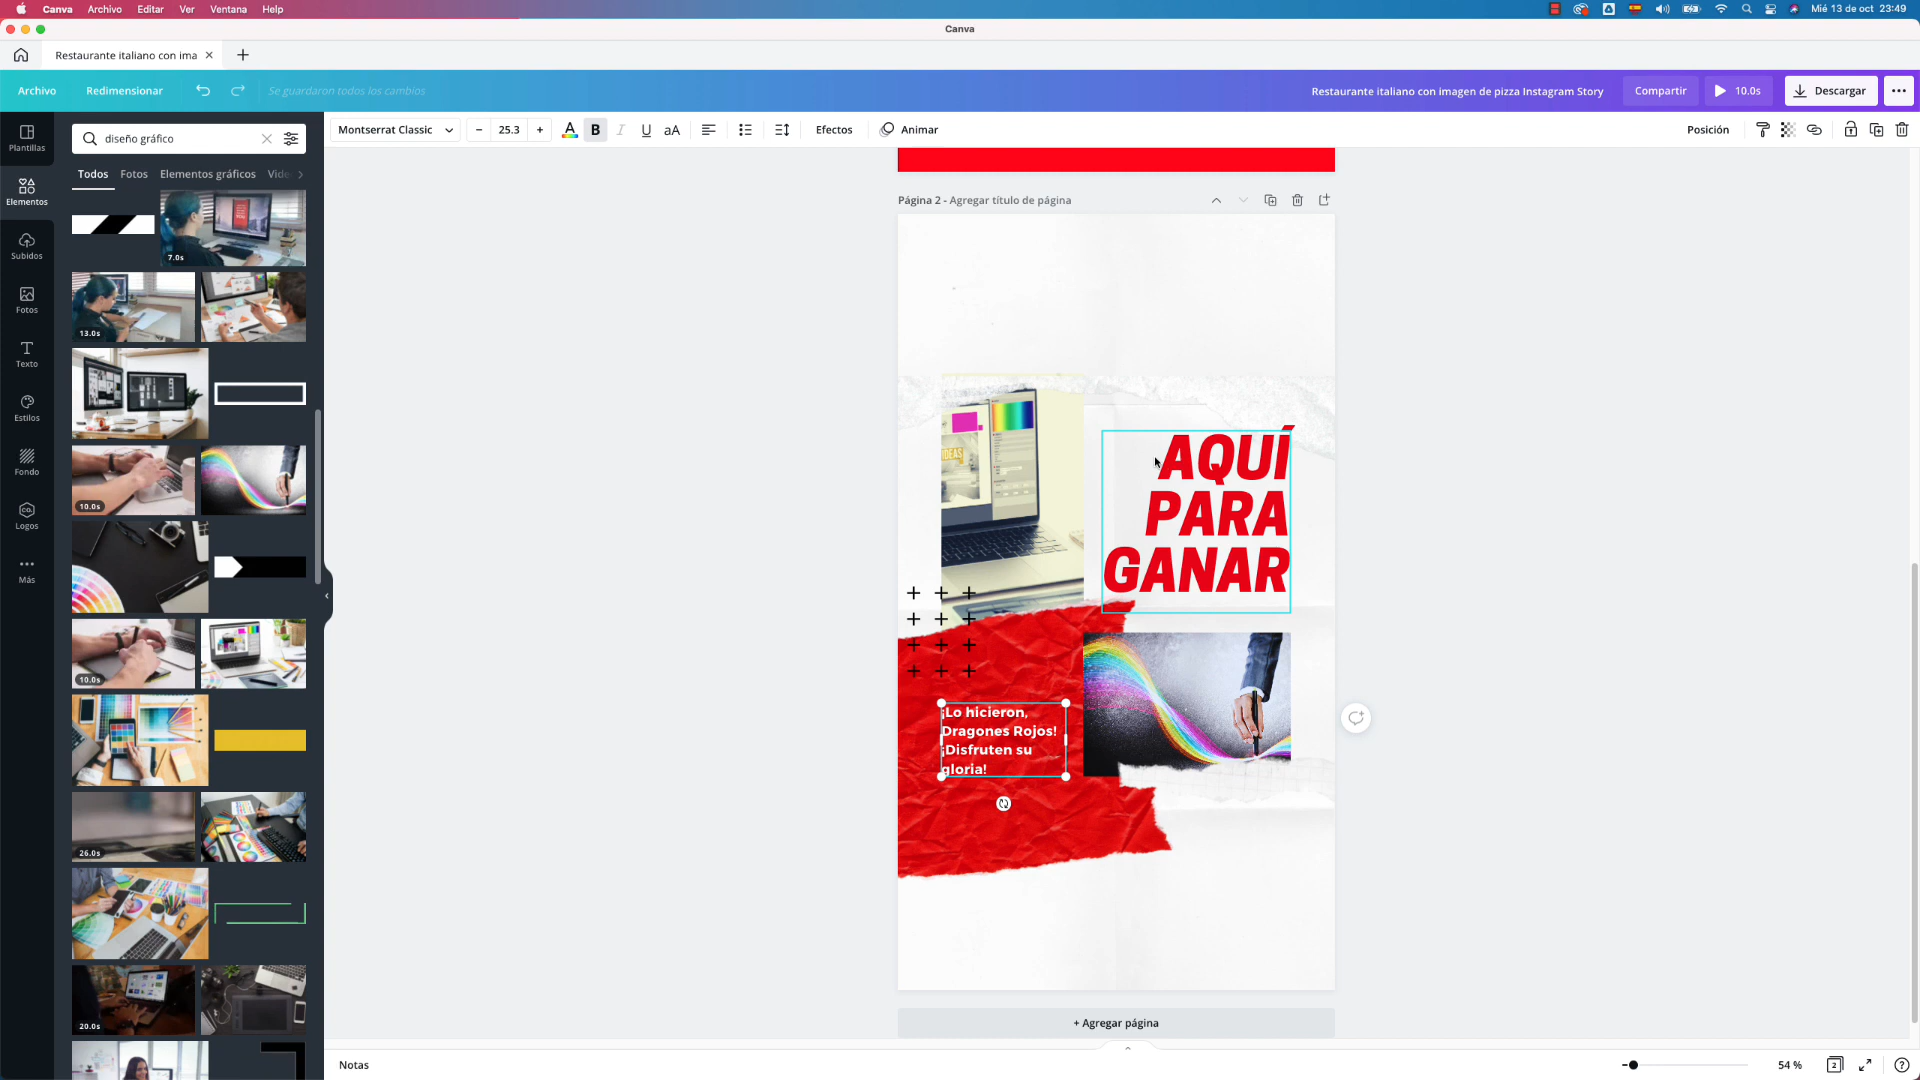 Canva Archivo Editar Ver Ventana Help Mié 13 de oct 23:49
Canva
Restaurante italiano con ima
Archivo Redimensionar Se guardaron todos los cambios Restaurante italiano con imagen de pizza Instagram Story Compartir 10.0s Descargar
Plantillas
Elementos
Subidos
Fotos
Texto
Estilos
Fondo
CO.
Logos
Más
diseño gráfico
Todos Fotos Elementos gráficos Vide
7.0s
13.0s
10.0s
10.0s
26.0s
20.0s
Montserrat Classic 25.3 A B I U aA Efectos Animar Posición
Página 2 - Agregar título de página
IDEAS
AQUÍ
PARA
GANAR
¡Lo hicieron,
Dragones Rojos!
¡Disfruten su
gloria!
+ Agregar página
Notas 54 % 2